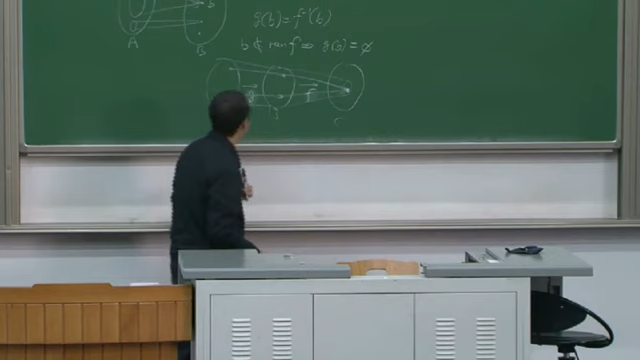 b
g(b) = f⁻¹(b)
A
B
b ∉ ran f ⇒ g(b) = ∅
C